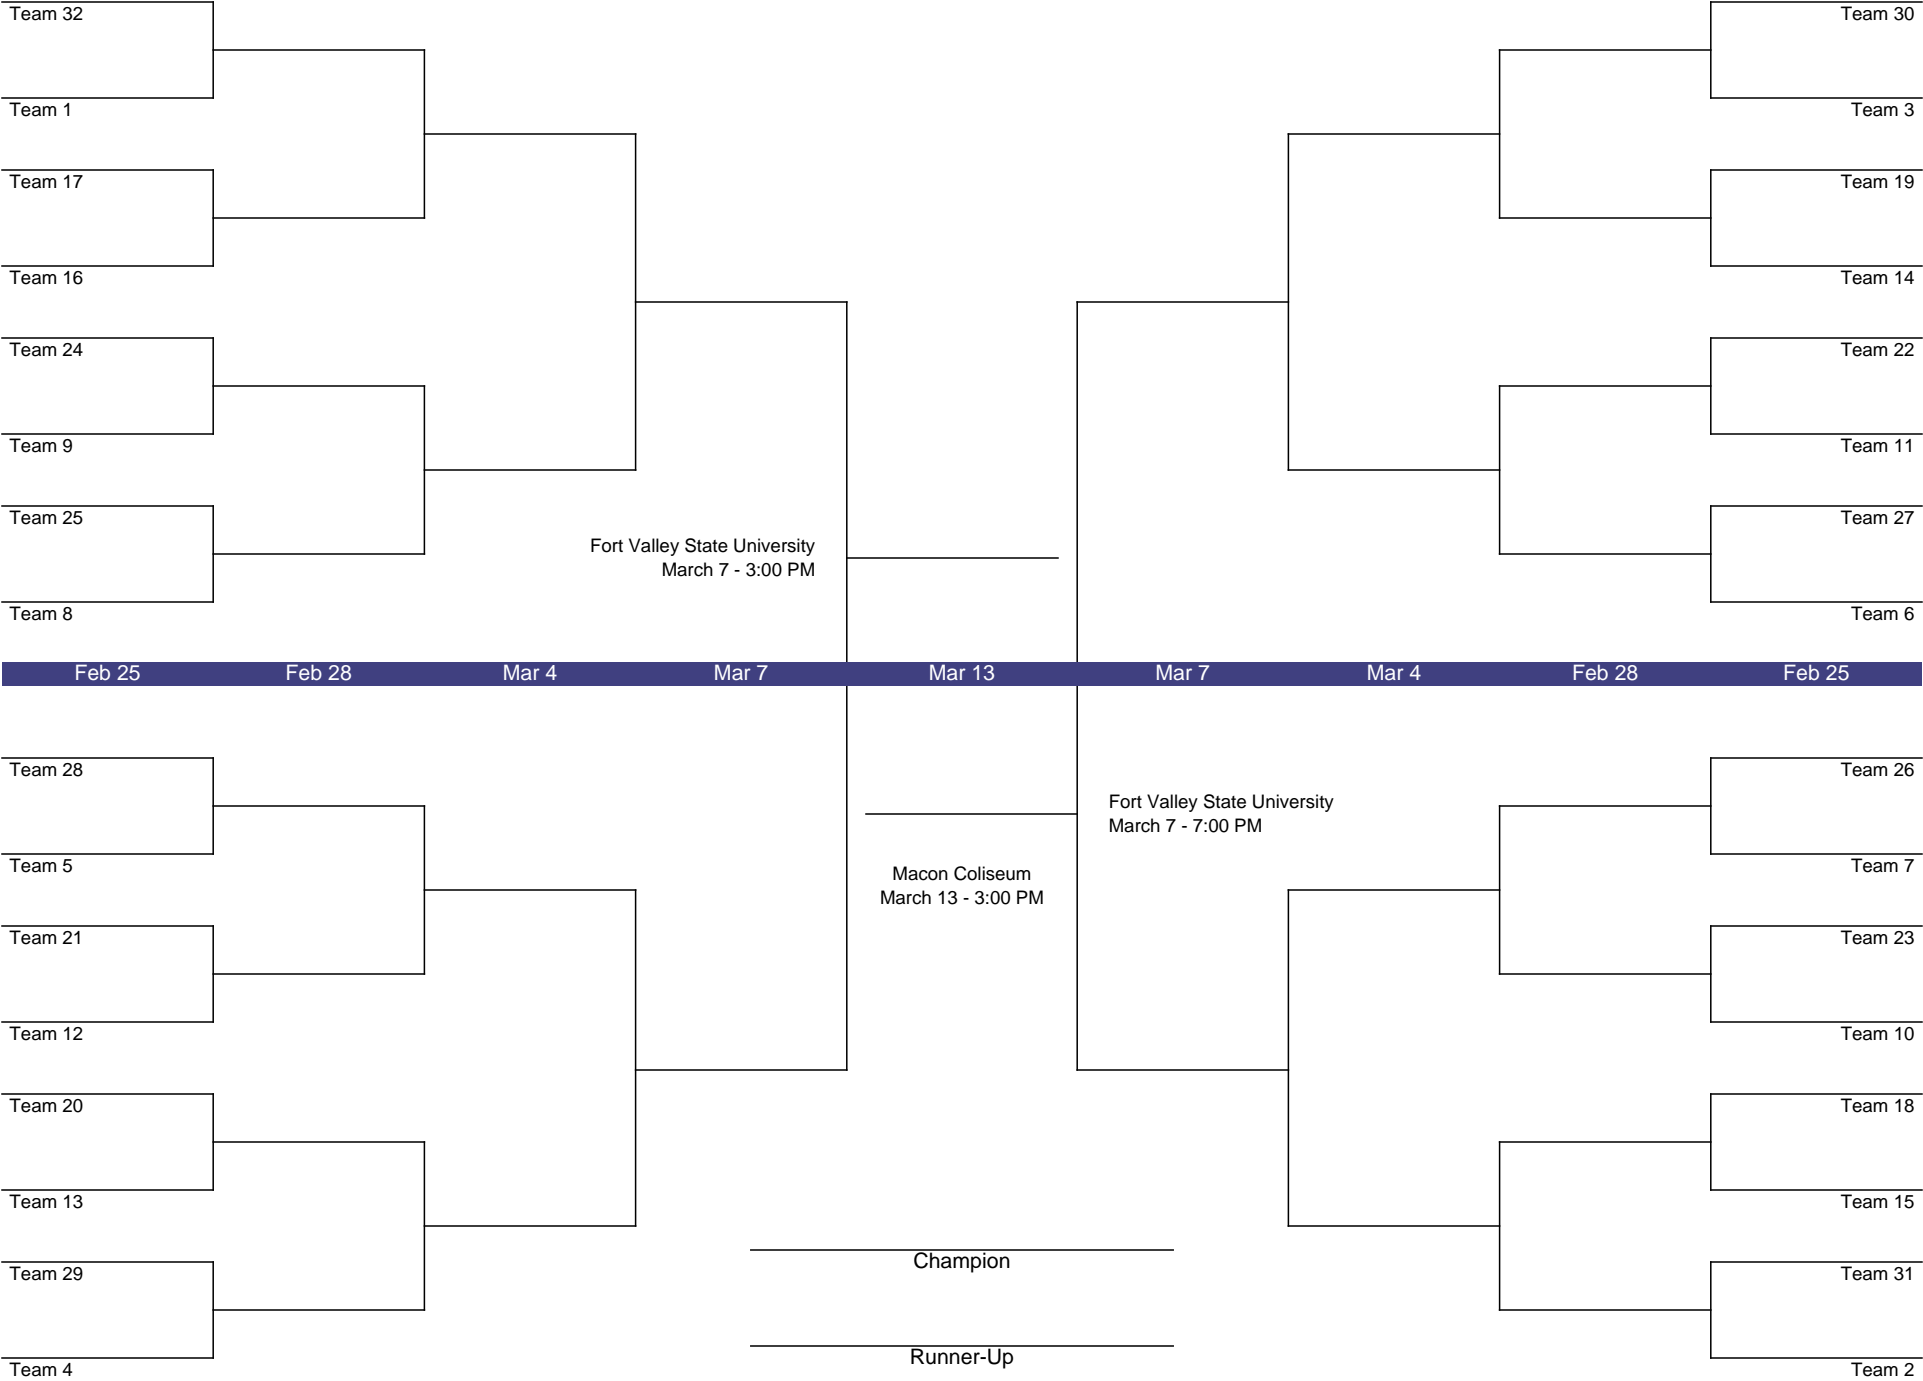 Team 32
Team 30
Team 1
Team 3
Team 17
Team 19
Team 16
Team 14
Team 24
Team 22
Team 9
Team 11
Team 25
Team 27
Fort Valley State University
March 7 - 3:00 PM
Team 8
Team 6
Feb 25 Feb 28 Mar 4 Mar 7 Mar 13 Mar 7 Mar 4 Feb 28 Feb 25
Team 28
Team 26
Fort Valley State University
March 7 - 7:00 PM
Team 5
Team 7
Macon Coliseum
March 13 - 3:00 PM
Team 21
Team 23
Team 12
Team 10
Team 20
Team 18
Team 13
Team 15
Champion
Team 29
Team 31
Runner-Up
Team 4
Team 2